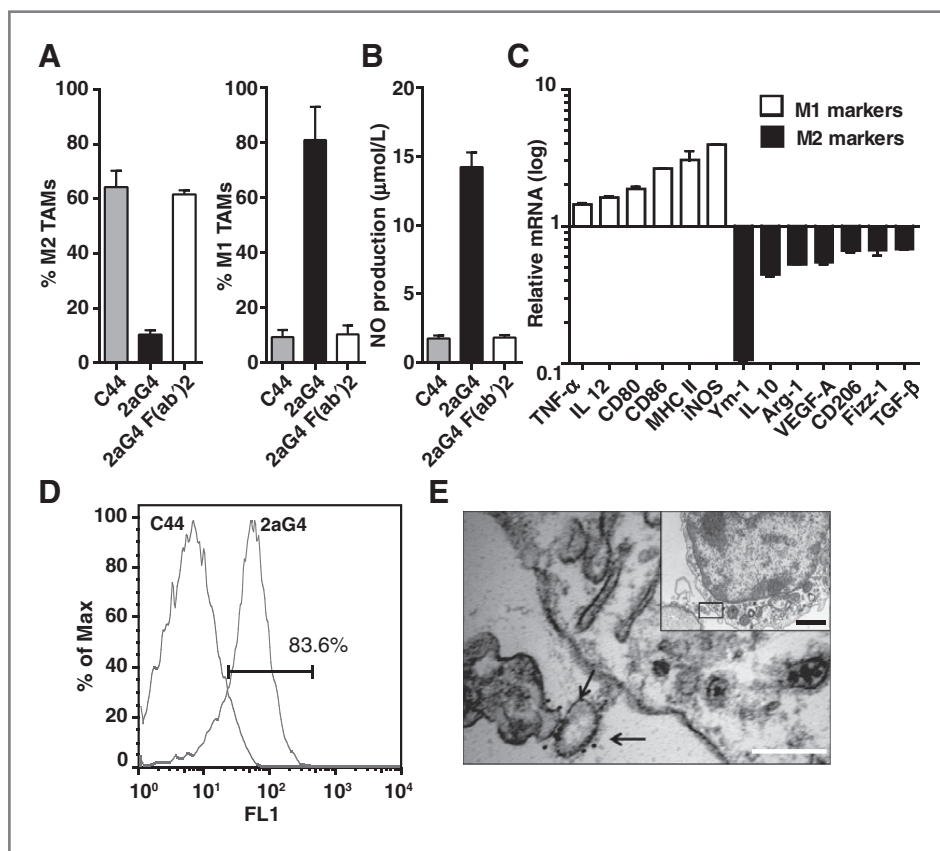 A
100
80
60
40
20
0
% M2 TAMs
C44
2aG4
2aG4 F(ab′)2
100
80
60
40
20
0
% M1 TAMs
C44
2aG4
2aG4 F(ab′)2
B
20
15
10
5
0
NO production (μmol/L)
C44
2aG4
2aG4 F(ab′)2
C
10
1
0.1
Relative mRNA (log)
M1 markers
M2 markers
TNF-α
IL 12
CD80
CD86
MHC II
iNOS
Ym-1
IL 10
Arg-1
VEGF-A
CD206
Fizz-1
TGF-β
D
100
80
60
40
20
0
% of Max
C44
2aG4
83.6%
10⁰
10¹
10²
10³
10⁴
FL1
E